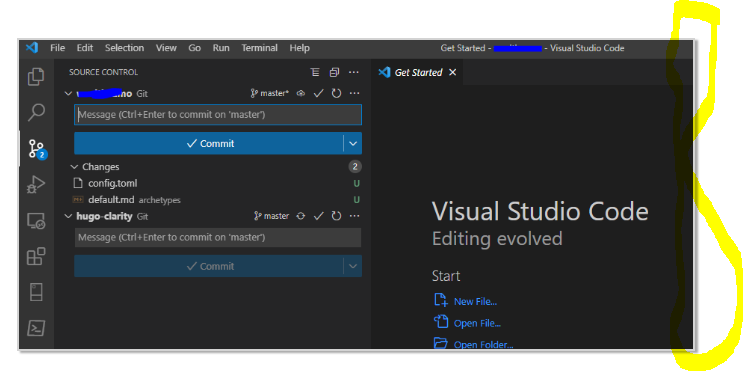 File Edit Selection View Go Run Terminal Help Get Started - - Visual Studio Code
SOURCE CONTROL
Get Started
Git master*
Message (Ctrl+Enter to commit on 'master')
Commit
Changes 2
config.toml U
default.md archetypes U
hugo-clarity Git master
Message (Ctrl+Enter to commit on 'master')
Commit
2
Visual Studio Code
Editing evolved
Start
New File...
Open File...
Open Folder...